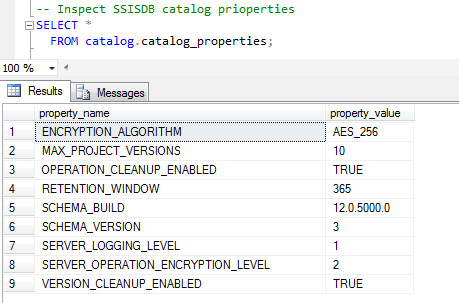 -- Inspect SSISDB catalog prioperties
SELECT *
FROM catalog.catalog_properties;
100 %
Results Messages
property_name property_value
1 ENCRYPTION_ALGORITHM AES_256
2 MAX_PROJECT_VERSIONS 10
3 OPERATION_CLEANUP_ENABLED TRUE
4 RETENTION_WINDOW 365
5 SCHEMA_BUILD 12.0.5000.0
6 SCHEMA_VERSION 3
7 SERVER_LOGGING_LEVEL 1
8 SERVER_OPERATION_ENCRYPTION_LEVEL 2
9 VERSION_CLEANUP_ENABLED TRUE